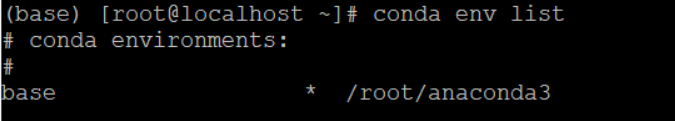 (base) [root@localhost ~]# conda env list
# conda environments:
#
base                     *  /root/anaconda3